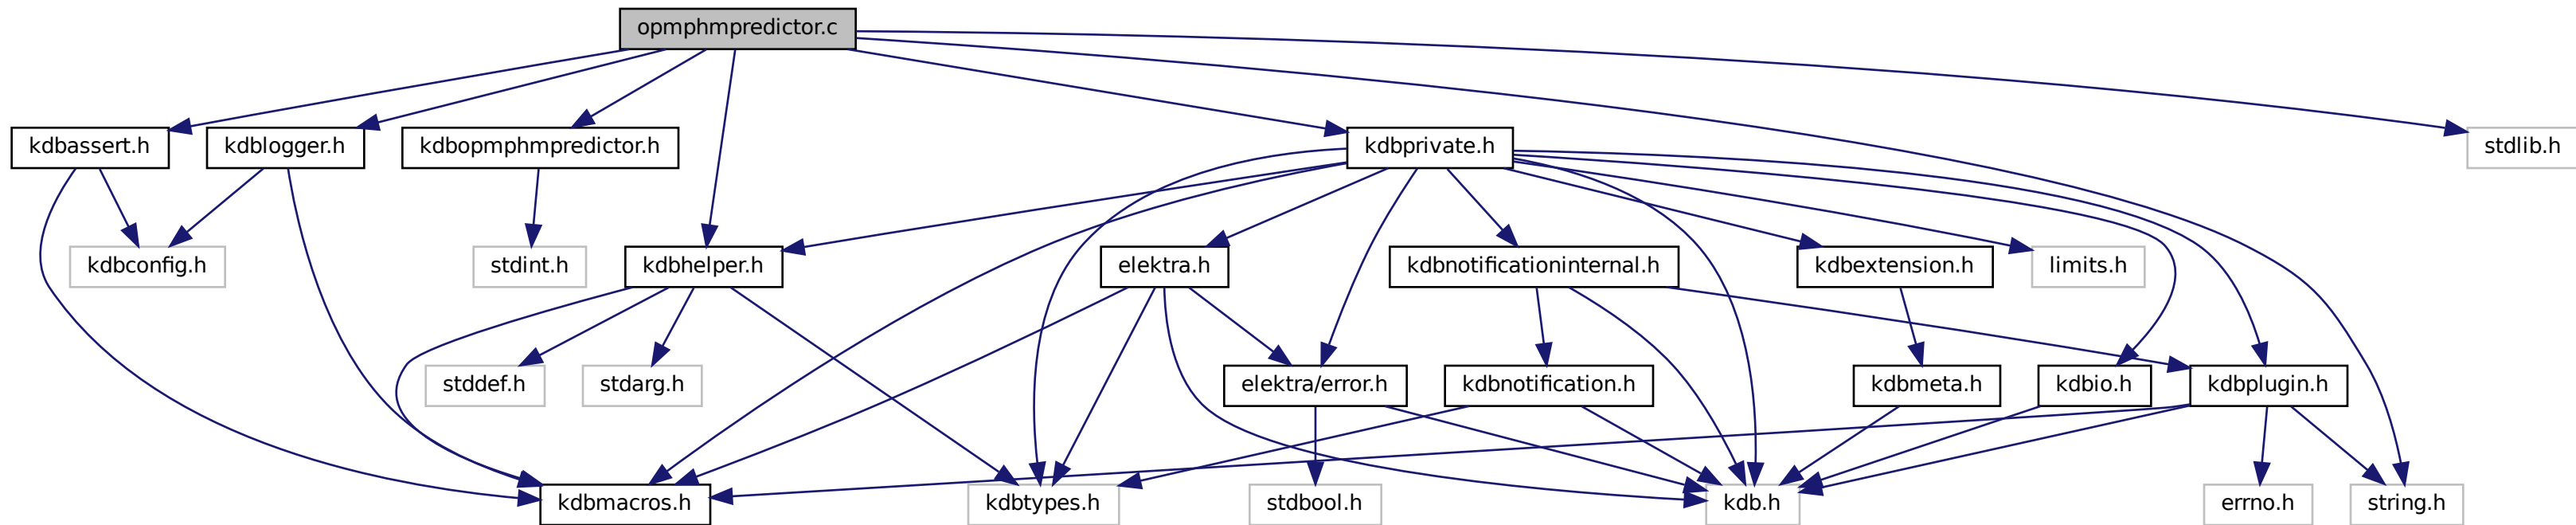 opmphmpredictor.c
kdbassert.h
kdblogger.h
kdbopmphmpredictor.h
kdbprivate.h
stdlib.h
kdbconfig.h
stdint.h
kdbhelper.h
elektra.h
kdbnotificationinternal.h
kdbextension.h
limits.h
stddef.h
stdarg.h
elektra/error.h
kdbnotification.h
kdbmeta.h
kdbio.h
kdbplugin.h
kdbmacros.h
kdbtypes.h
stdbool.h
kdb.h
errno.h
string.h